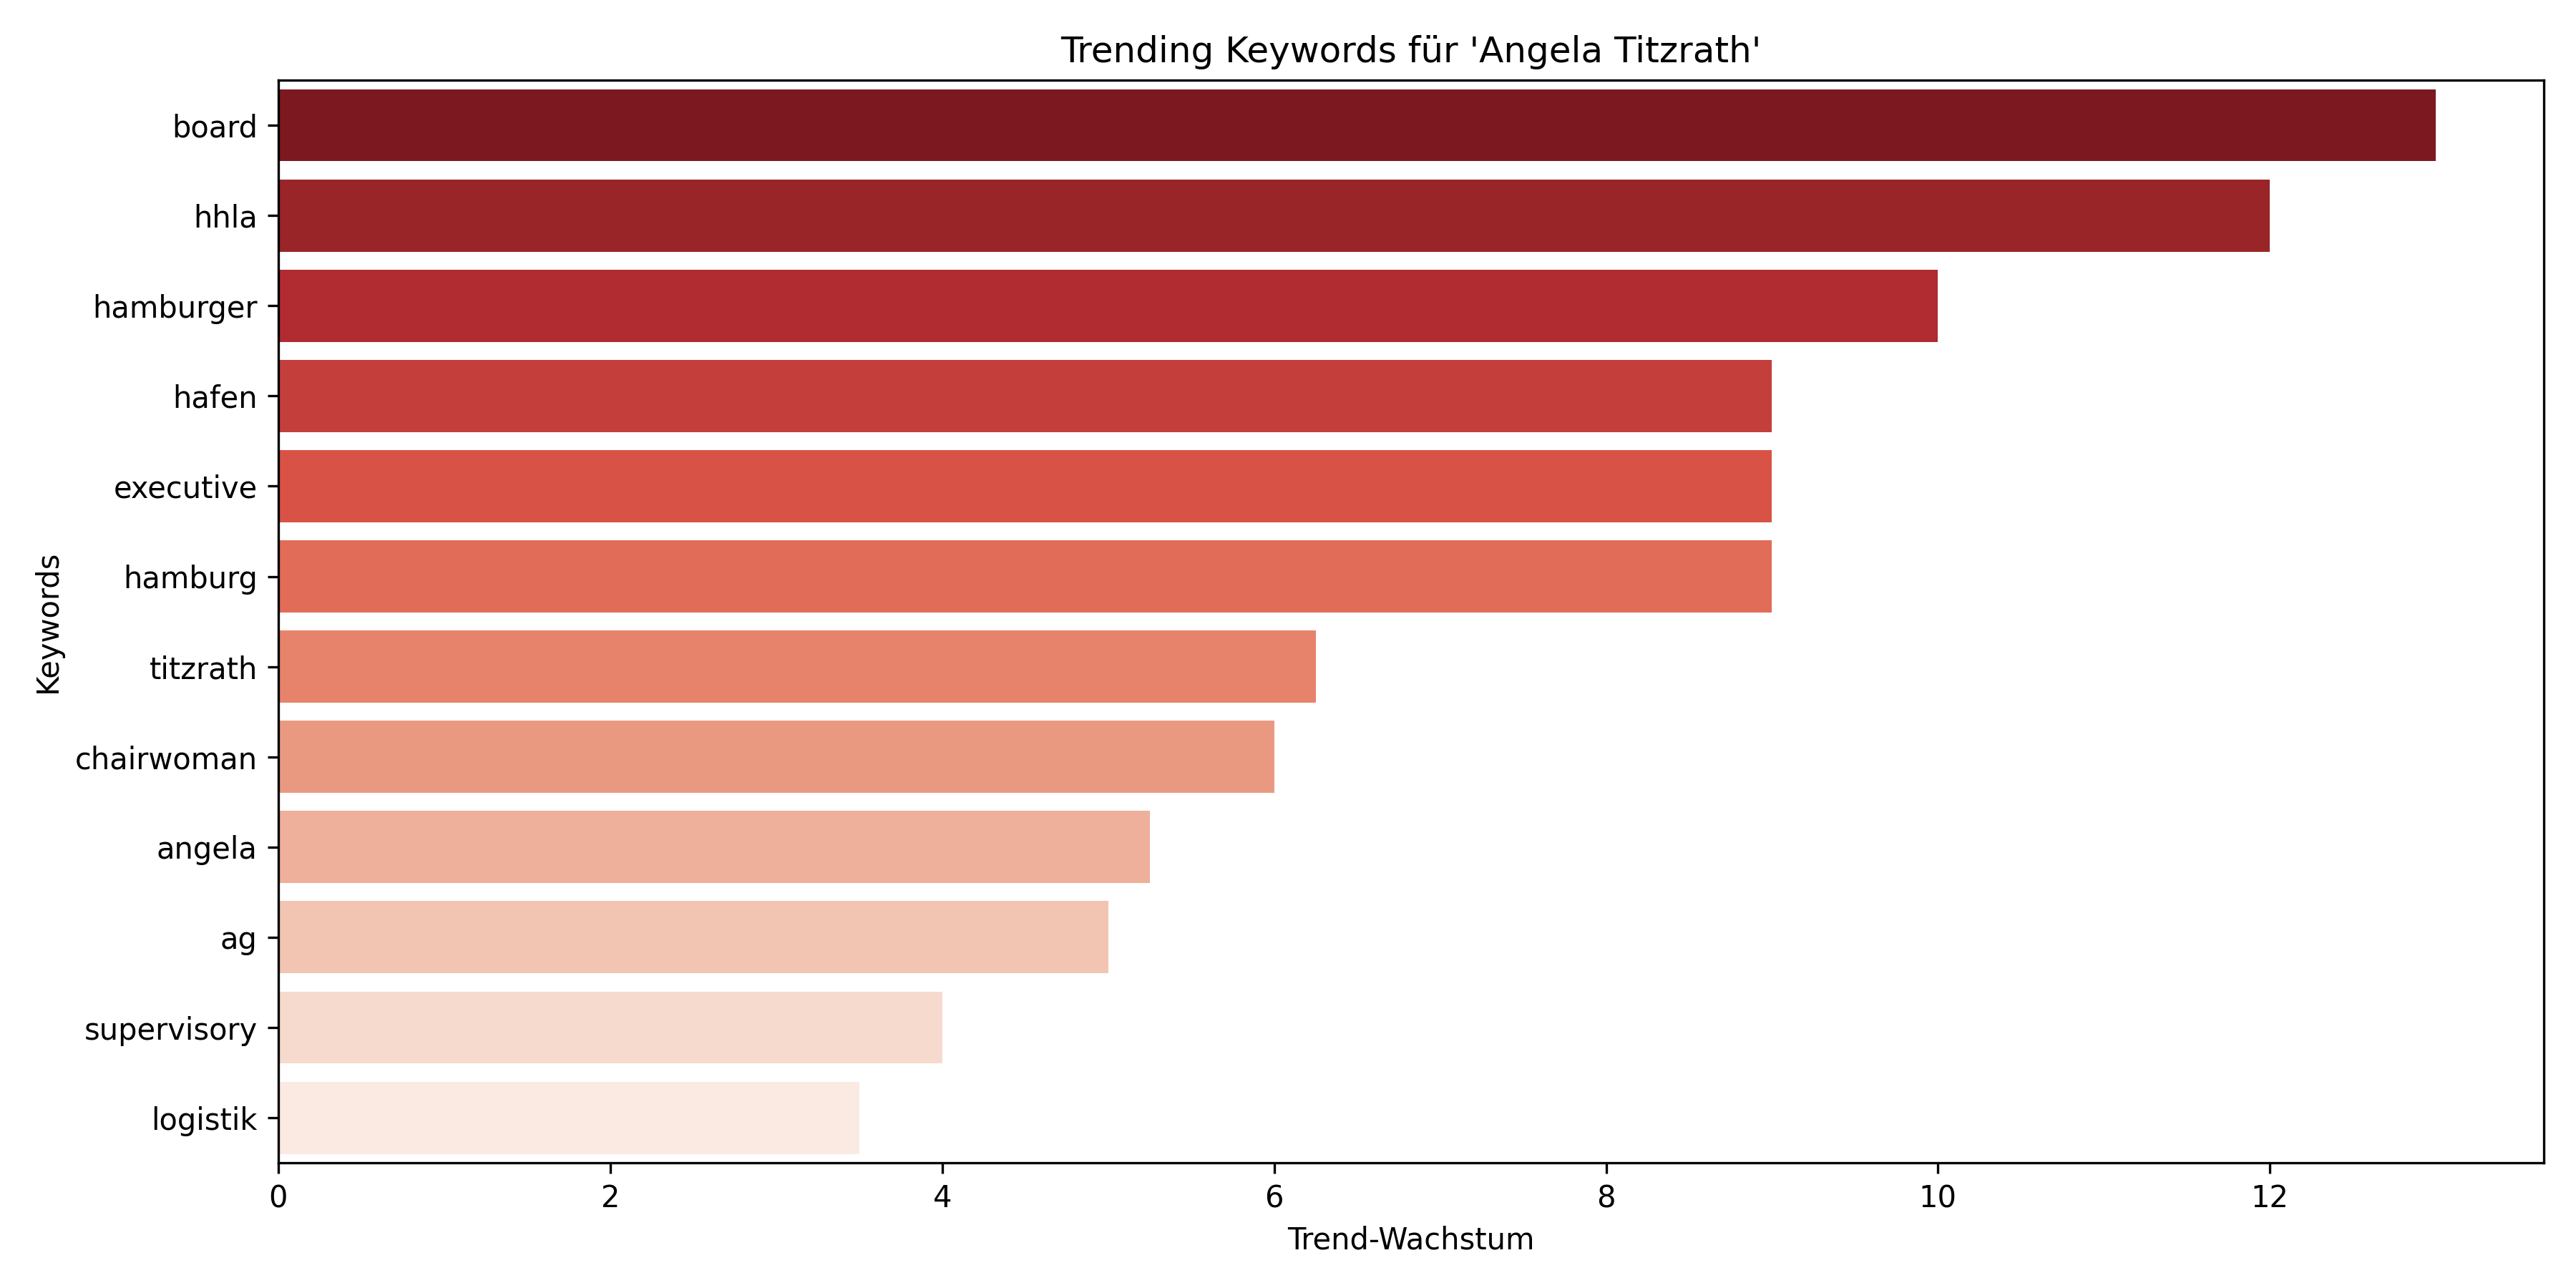 Trending Keywords für 'Angela Titzrath'
Keywords
board
hhla
hamburger
hafen
executive
hamburg
titzrath
chairwoman
angela
ag
supervisory
logistik
0 2 4 6 8 10 12
Trend-Wachstum